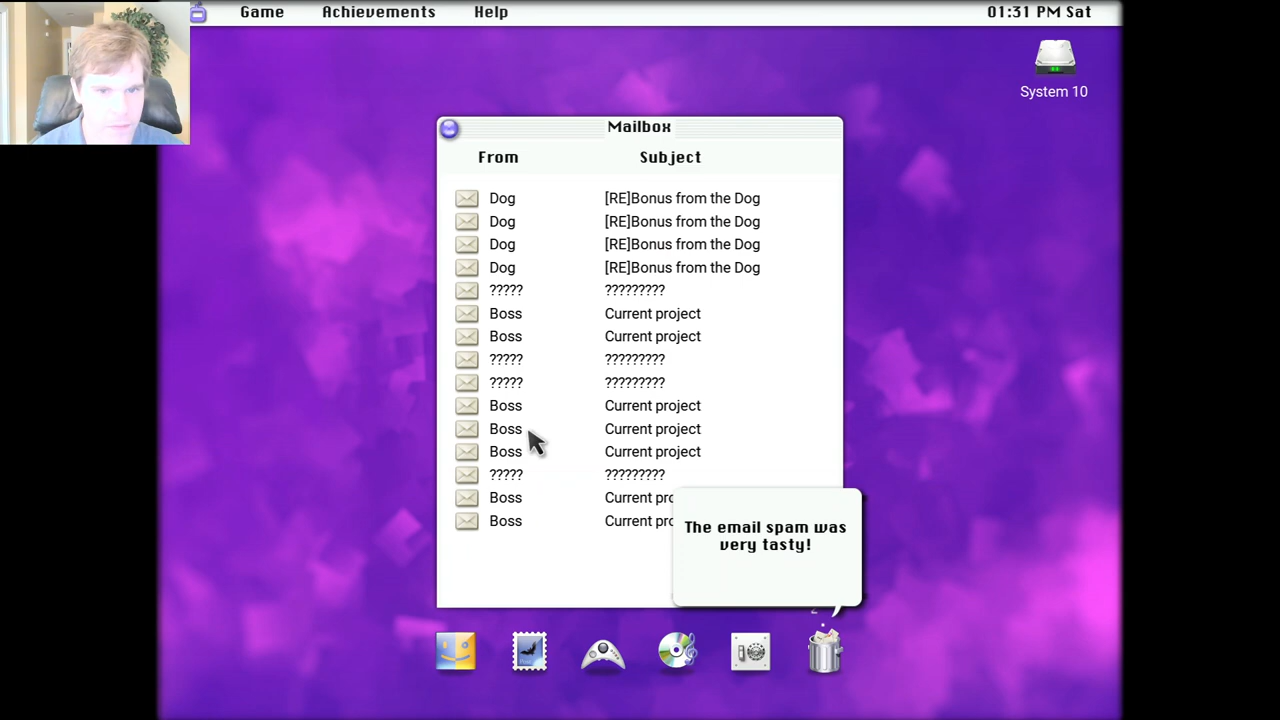 Game Achievements Help 01:31 PM Sat
System 10
Mailbox
From Subject
Dog [RE]Bonus from the Dog
Dog [RE]Bonus from the Dog
Dog [RE]Bonus from the Dog
Dog [RE]Bonus from the Dog
????? ?????????
Boss Current project
Boss Current project
????? ?????????
????? ?????????
Boss Current project
Boss Current project
Boss Current project
????? ?????????
Boss Current pro
Boss Current pro
The email spam was
very tasty!